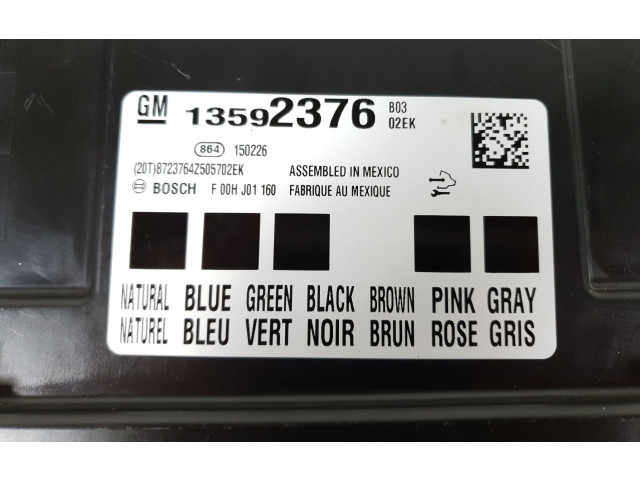 GM 13592376 B03
02EK
864 150226
(20T)8723764Z505702EK ASSEMBLED IN MEXICO
BOSCH F 00H J01 160 FABRIQUE AU MEXIQUE
NATURAL BLUE GREEN BLACK BROWN PINK GRAY
NATUREL BLEU VERT NOIR BRUN ROSE GRIS